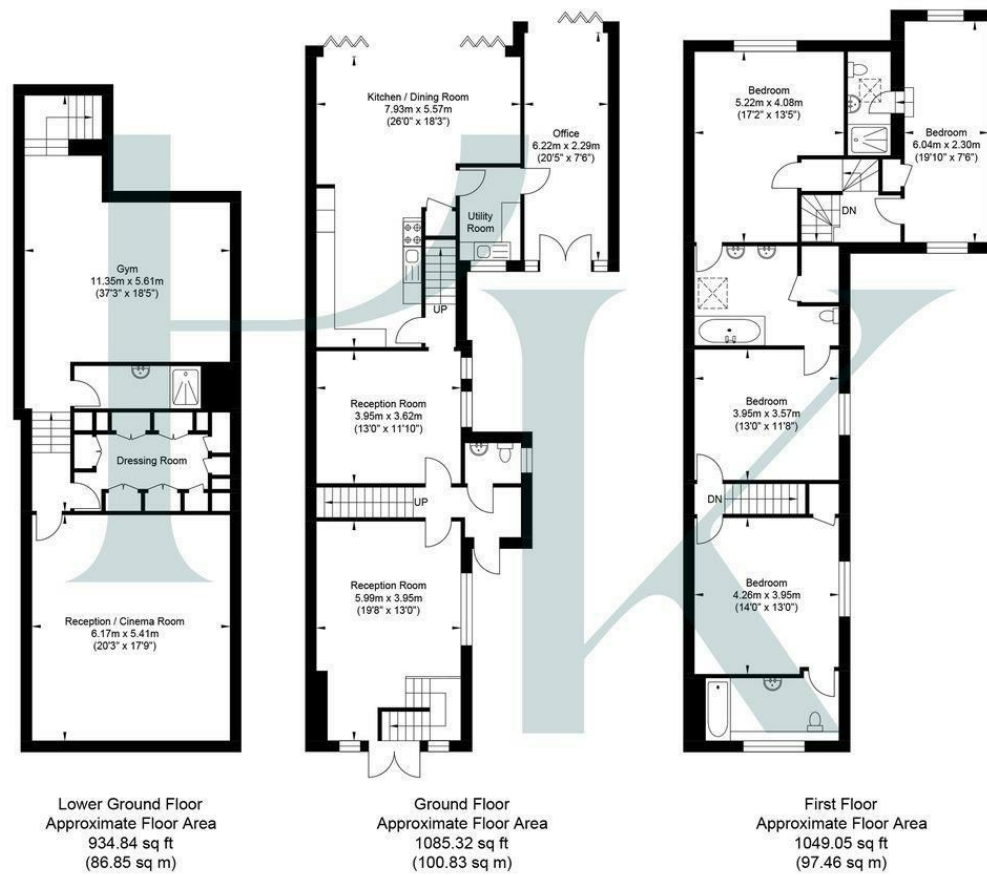 Gym
11.35m x 5.61m
(37'3" x 18'5")
Dressing Room
Reception / Cinema Room
6.17m x 5.41m
(20'3" x 17'9")
Lower Ground Floor
Approximate Floor Area
934.84 sq ft
(86.85 sq m)
Kitchen / Dining Room
7.93m x 5.57m
(26'0" x 18'3")
Office
6.22m x 2.29m
(20'5" x 7'6")
Utility
Room
UP
Reception Room
3.95m x 3.62m
(13'0" x 11'10")
UP
Reception Room
5.99m x 3.95m
(19'8" x 13'0")
Ground Floor
Approximate Floor Area
1085.32 sq ft
(100.83 sq m)
Bedroom
5.22m x 4.08m
(17'2" x 13'5")
Bedroom
6.04m x 2.30m
(19'10" x 7'6")
DN
Bedroom
3.95m x 3.57m
(13'0" x 11'8")
DN
Bedroom
4.26m x 3.95m
(14'0" x 13'0")
First Floor
Approximate Floor Area
1049.05 sq ft
(97.46 sq m)